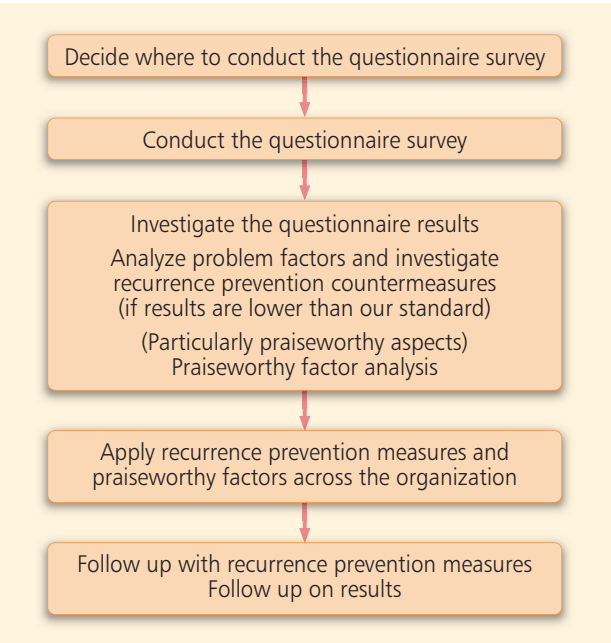 Decide where to conduct the questionnaire survey
Conduct the questionnaire survey
Investigate the questionnaire results
Analyze problem factors and investigate
recurrence prevention countermeasures
(if results are lower than our standard)
(Particularly praiseworthy aspects)
Praiseworthy factor analysis
Apply recurrence prevention measures and
praiseworthy factors across the organization
Follow up with recurrence prevention measures
Follow up on results